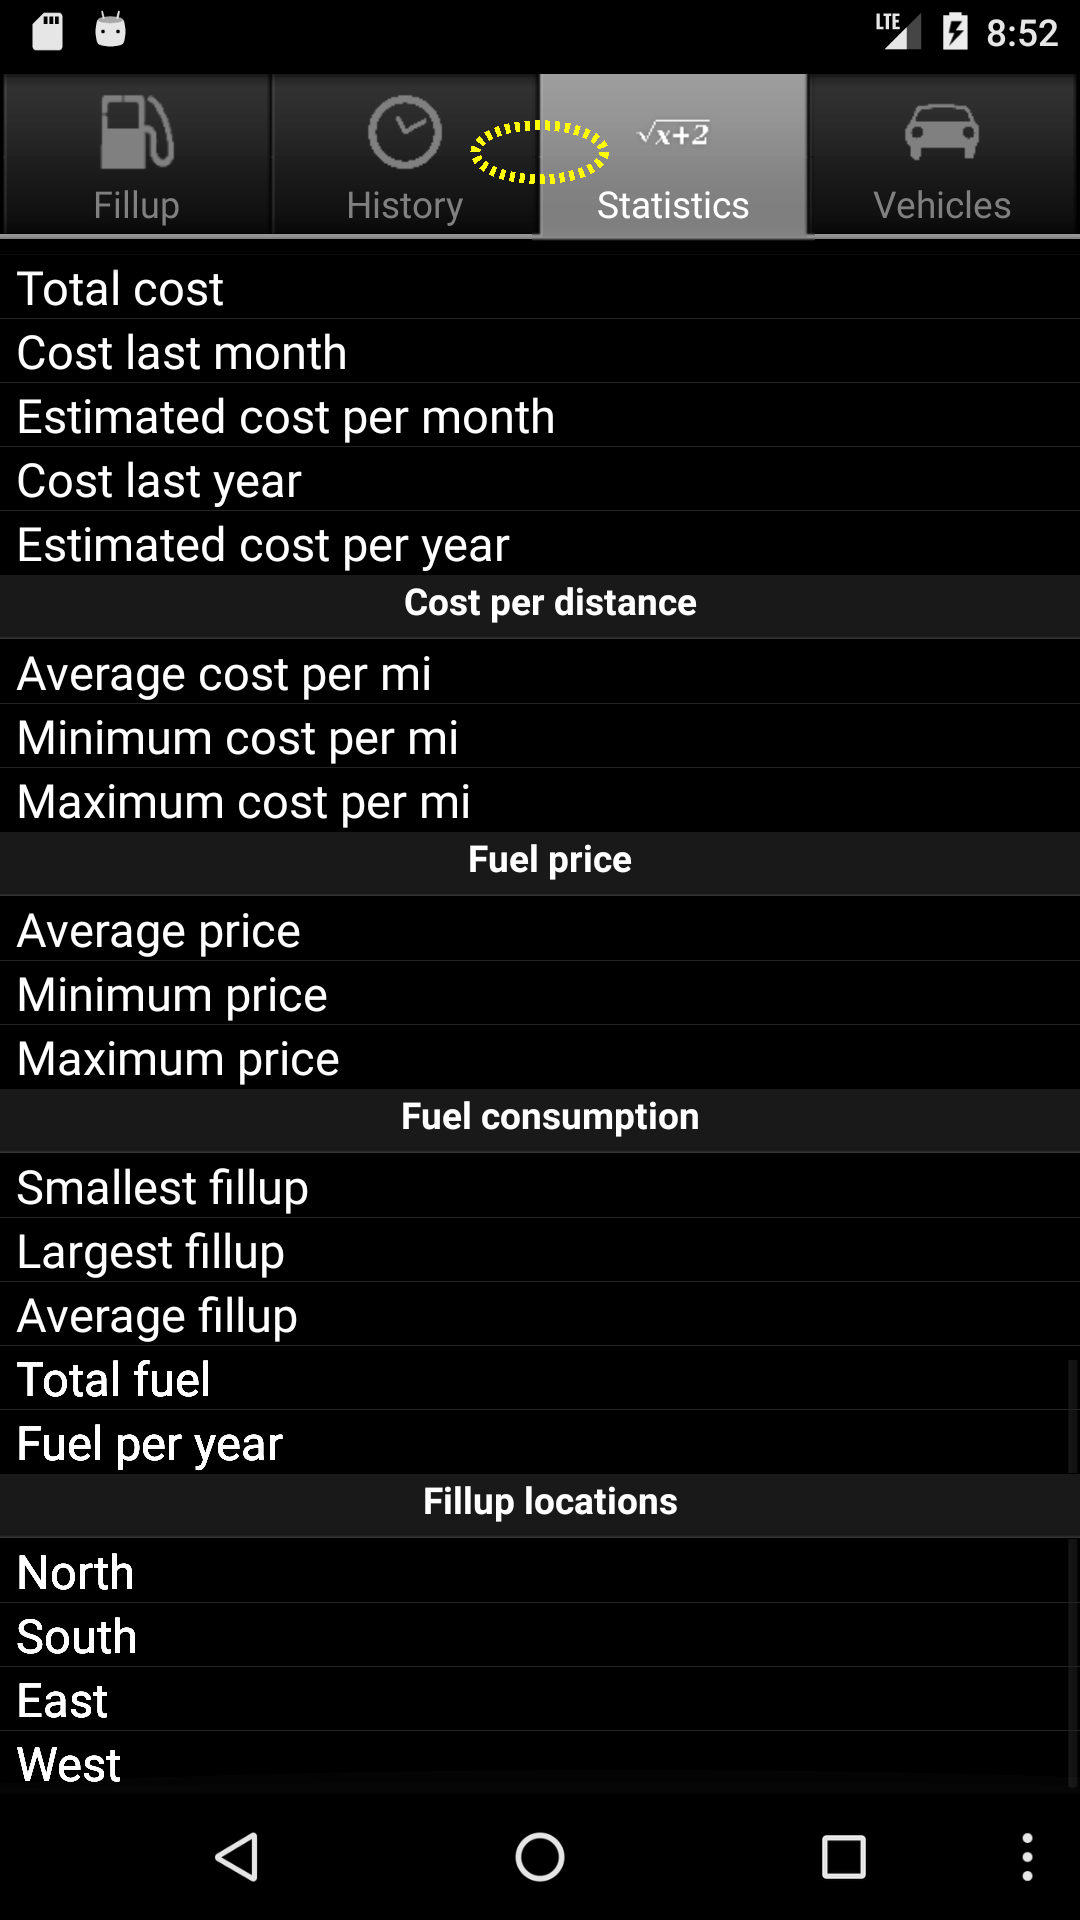 LTE 8:52
√x+2
Fillup History Statistics Vehicles
Total cost
Cost last month
Estimated cost per month
Cost last year
Estimated cost per year
Cost per distance
Average cost per mi
Minimum cost per mi
Maximum cost per mi
Fuel price
Average price
Minimum price
Maximum price
Fuel consumption
Smallest fillup
Largest fillup
Average fillup
Total fuel
Fuel per year
Fillup locations
North
South
East
West